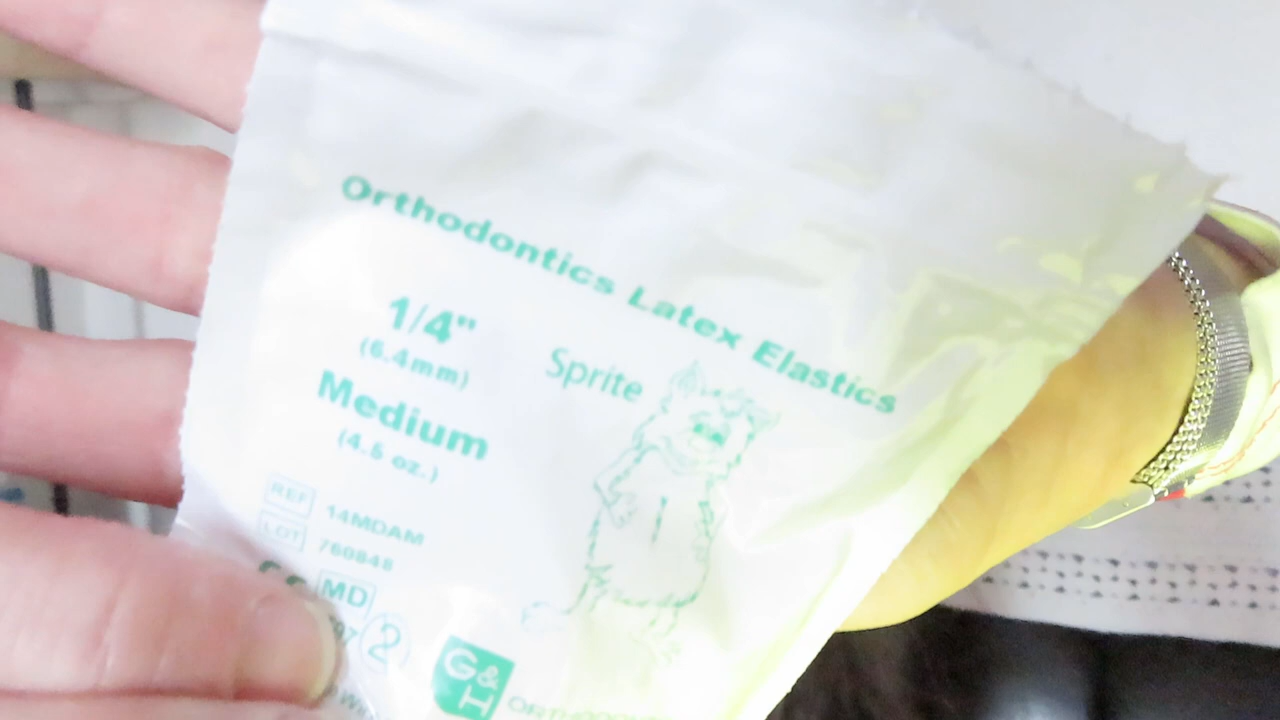 Orthodontics Latex Elastics
1/4"
(6.4mm)
Medium
(4.5 oz.)
Sprite
REF 14MDAM
LOT 760848
MD
2
G&H